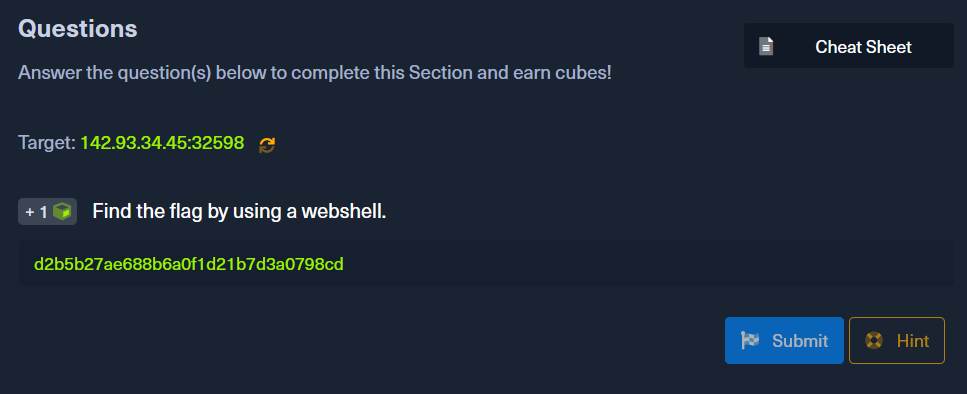 Questions
Cheat Sheet
Answer the question(s) below to complete this Section and earn cubes!
Target: 142.93.34.45:32598
+ 1 Find the flag by using a webshell.
d2b5b27ae688b6a0f1d21b7d3a0798cd
Submit
Hint